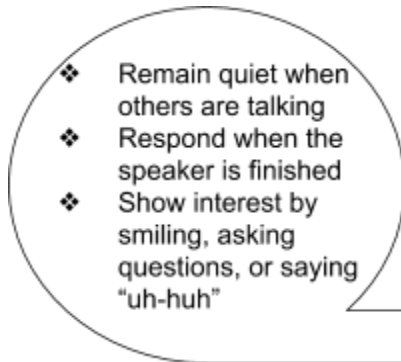 ❖ Remain quiet when
others are talking
❖ Respond when the
speaker is finished
❖ Show interest by
smiling, asking
questions, or saying
“uh-huh”